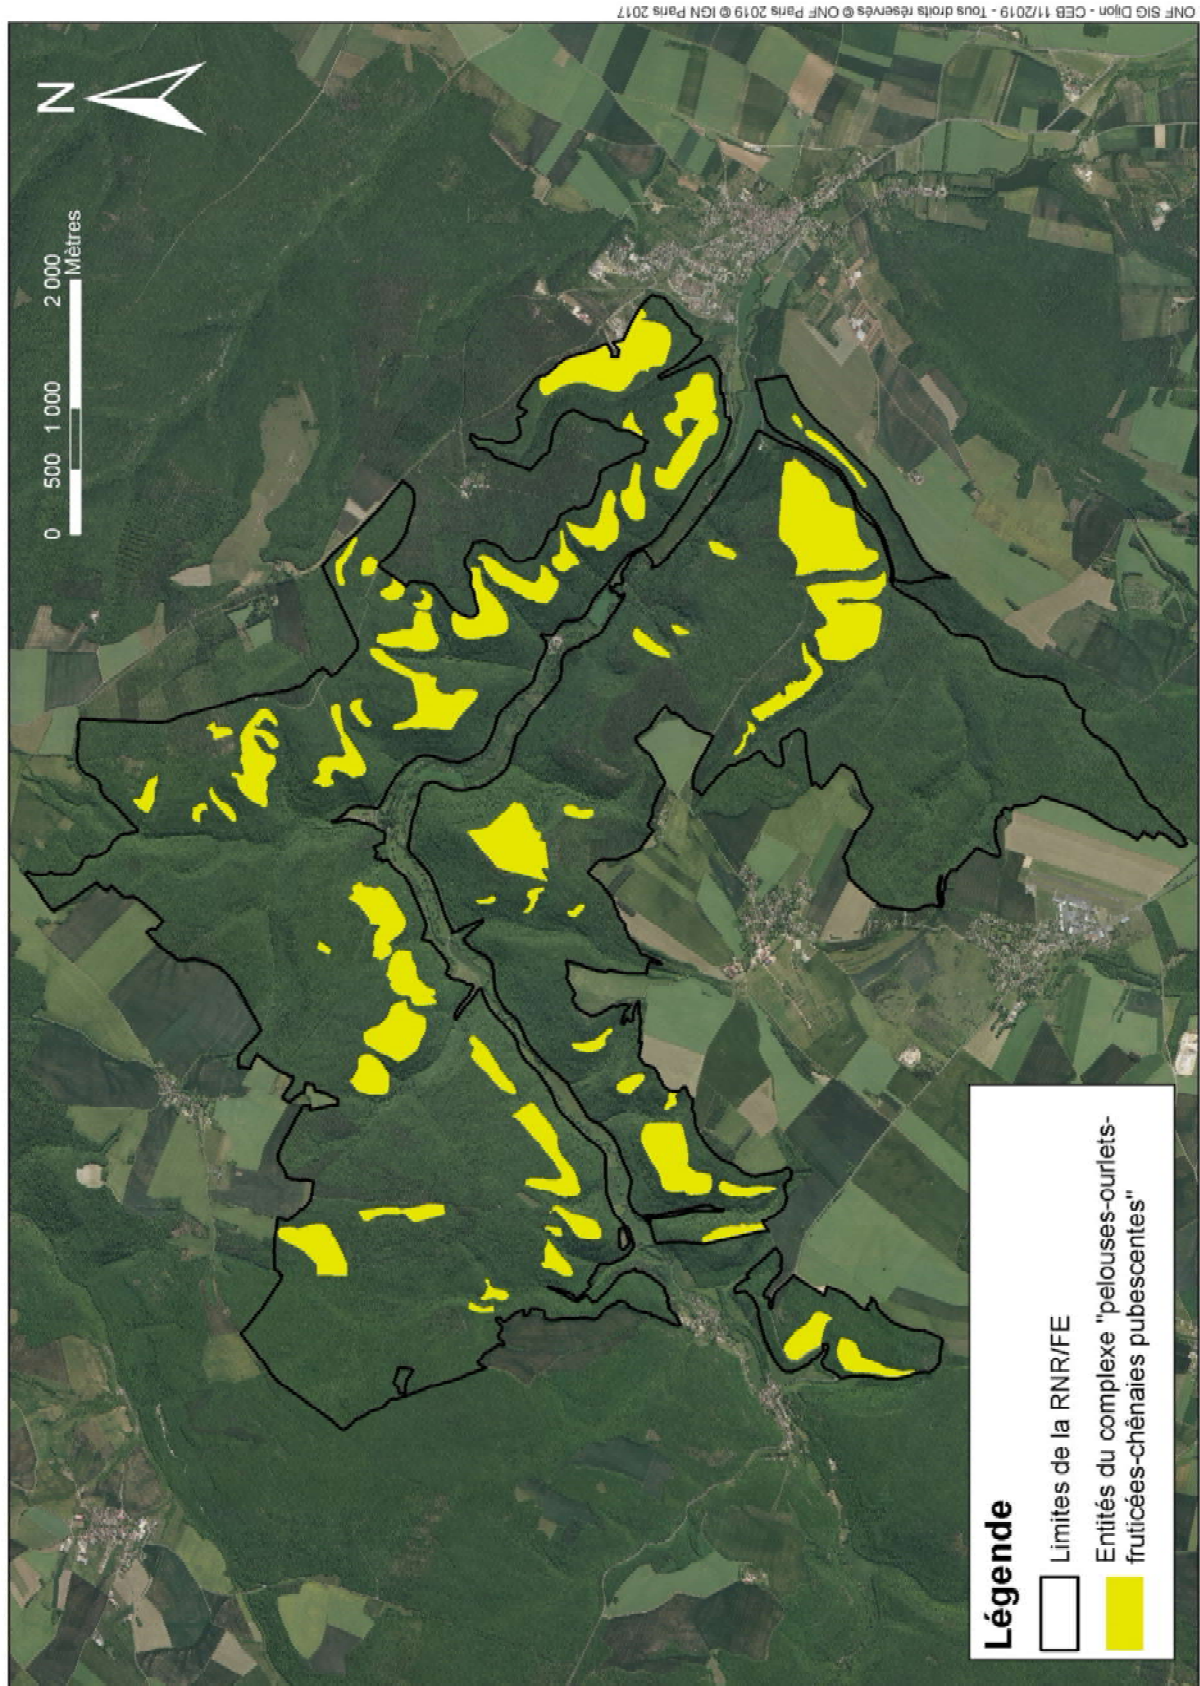 ONF SIG Dijon - CEB 11/2019 - Tous droits réservés © ONF Paris 2019 © IGN Paris 2017
N
0 500 1 000 2 000
Mètres
Légende
Limites de la RNR/FE
Entités du complexe "pelouses-ourlets-
fruticées-chênaies pubescentes"